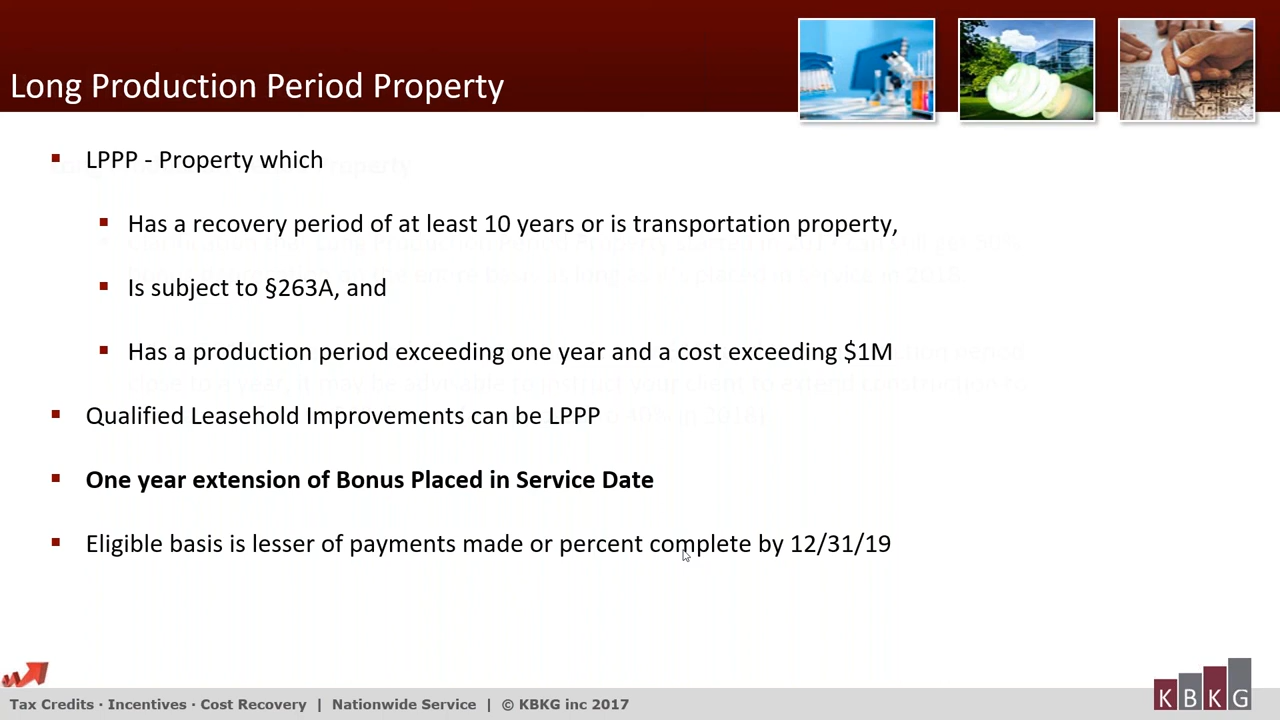 Long Production Period Property
LPPP - Property which
Has a recovery period of at least 10 years or is transportation property,
Is subject to §263A, and
Has a production period exceeding one year and a cost exceeding $1M
Qualified Leasehold Improvements can be LPPP
One year extension of Bonus Placed in Service Date
Eligible basis is lesser of payments made or percent complete by 12/31/19
Tax Credits · Incentives · Cost Recovery | Nationwide Service | © KBKG inc 2017
KBKG